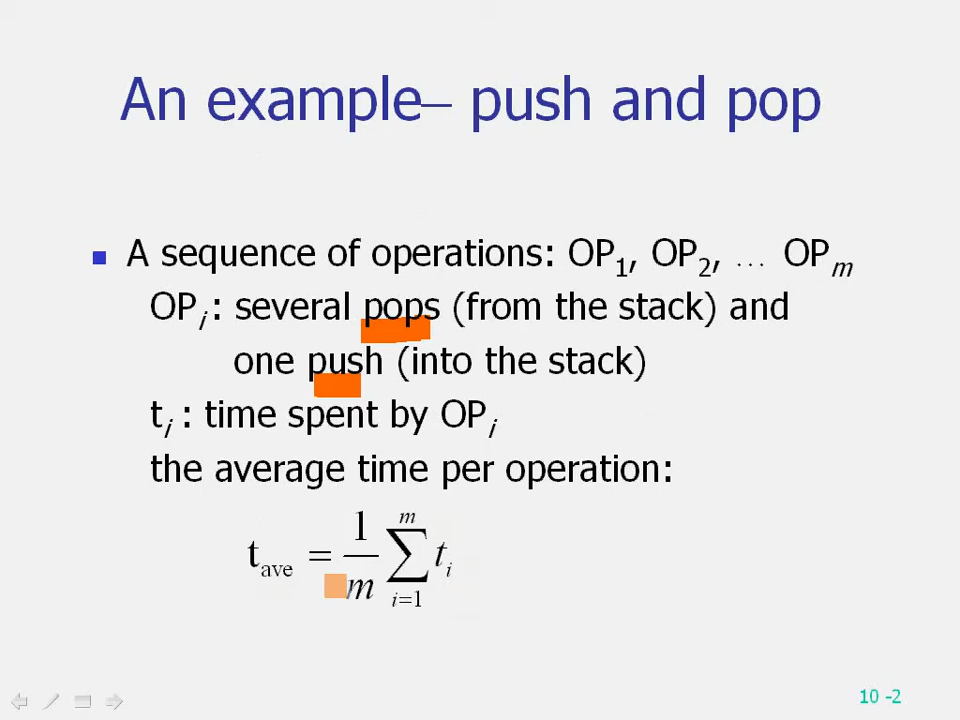 An example– push and pop
A sequence of operations: OP₁, OP₂, … OPₘ
OPᵢ : several pops (from the stack) and
one push (into the stack)
tᵢ : time spent by OPᵢ
the average time per operation:
t_ave = 1/m ∑_{i=1}^{m} tᵢ
10 -2